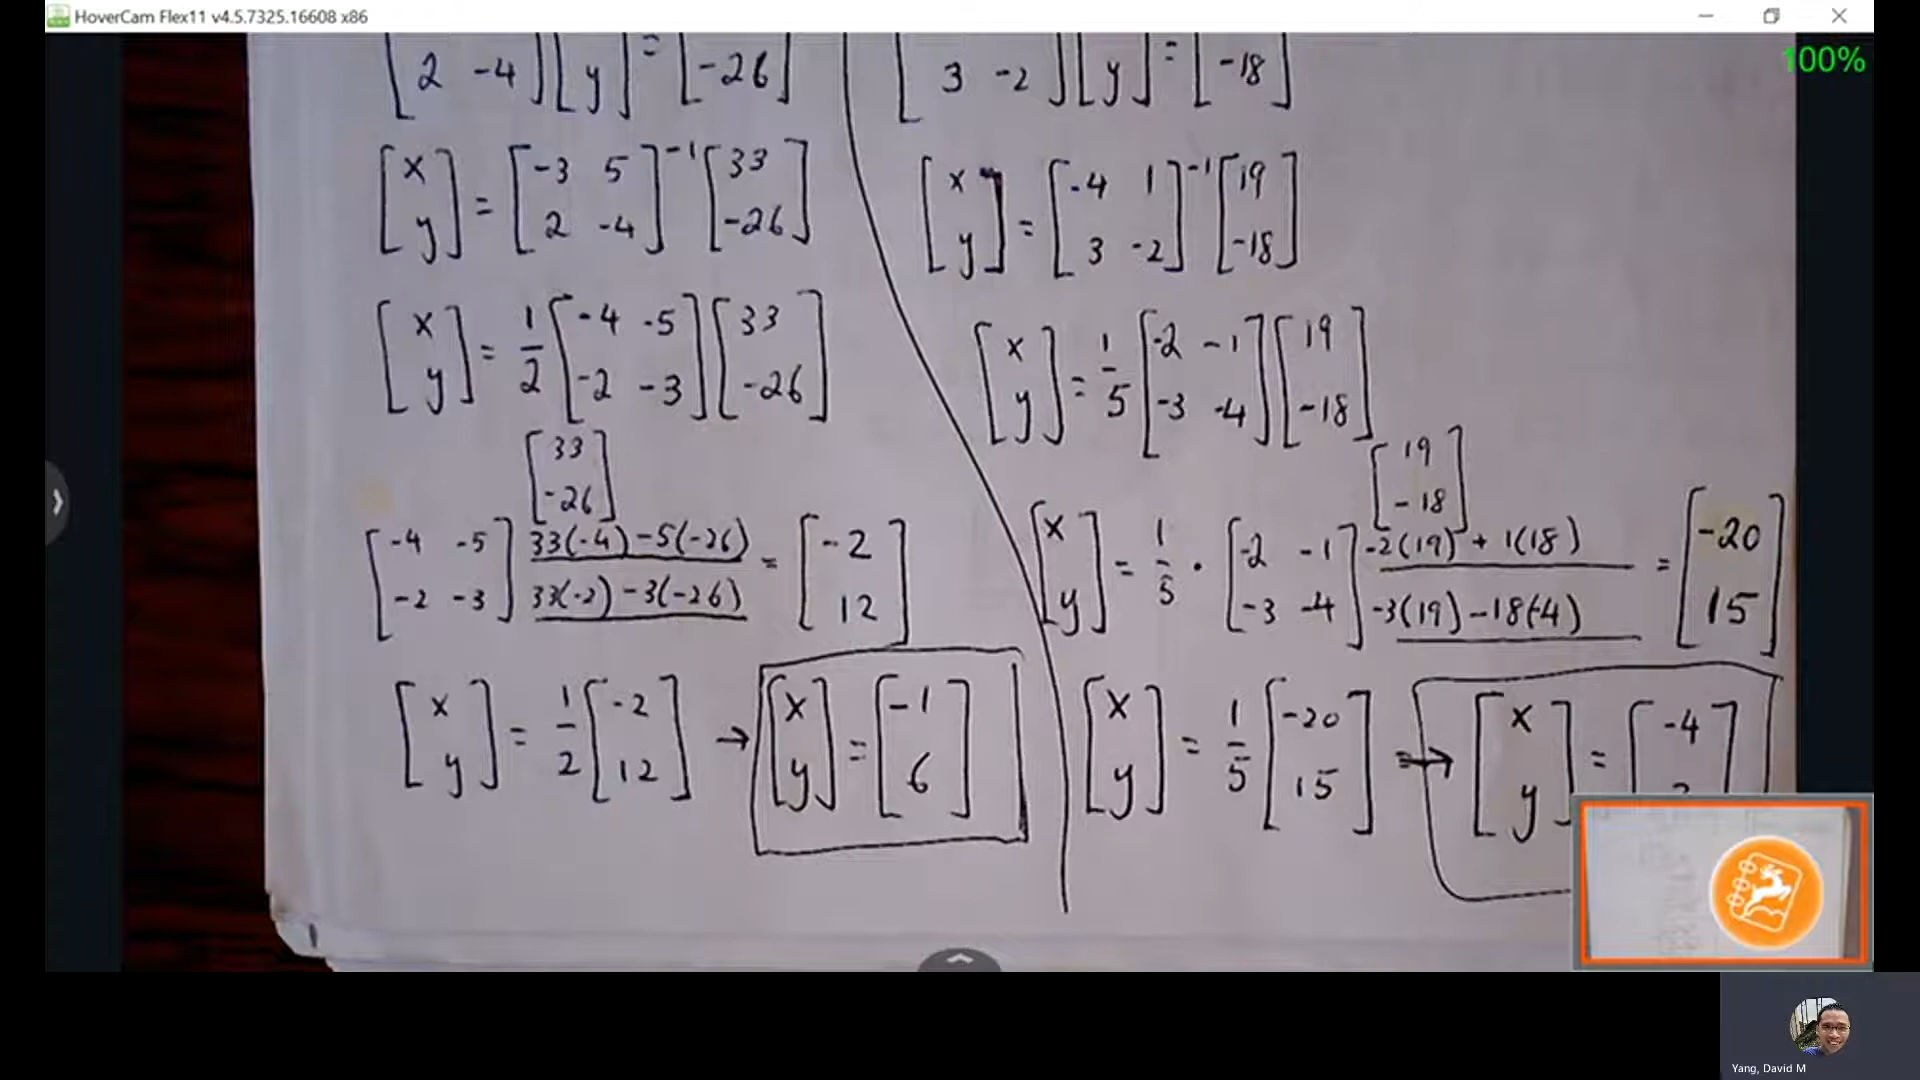 HoverCam Flex11 v4.5.7325.16608 x86
100%
[2 -4][y] = [-26]
[x y] = [-3 5 2 -4]^-1 [33 -26]
[x y] = 1/2 [-4 -5 -2 -3][33 -26]
[33 -26]
[-4 -5 -2 -3] 33(-4) -5(-26) 33(-2) -3(-26) = [-2 12]
[x y] = 1/2 [-2 12] → [x y] = [-1 6]
[3 -2][y] = [-18]
[x y] = [-4 1 3 -2]^-1 [19 -18]
[x y] = 1/5 [-2 -1 -3 -4][19 -18]
[19 -18]
[x y] = 1/5 · [-2 -1 -3 -4] -2(19) + 1(18) -3(19) -18(-4) = [-20 15]
[x y] = 1/5 [-20 15] → [x y] = [-4
Yang, David M